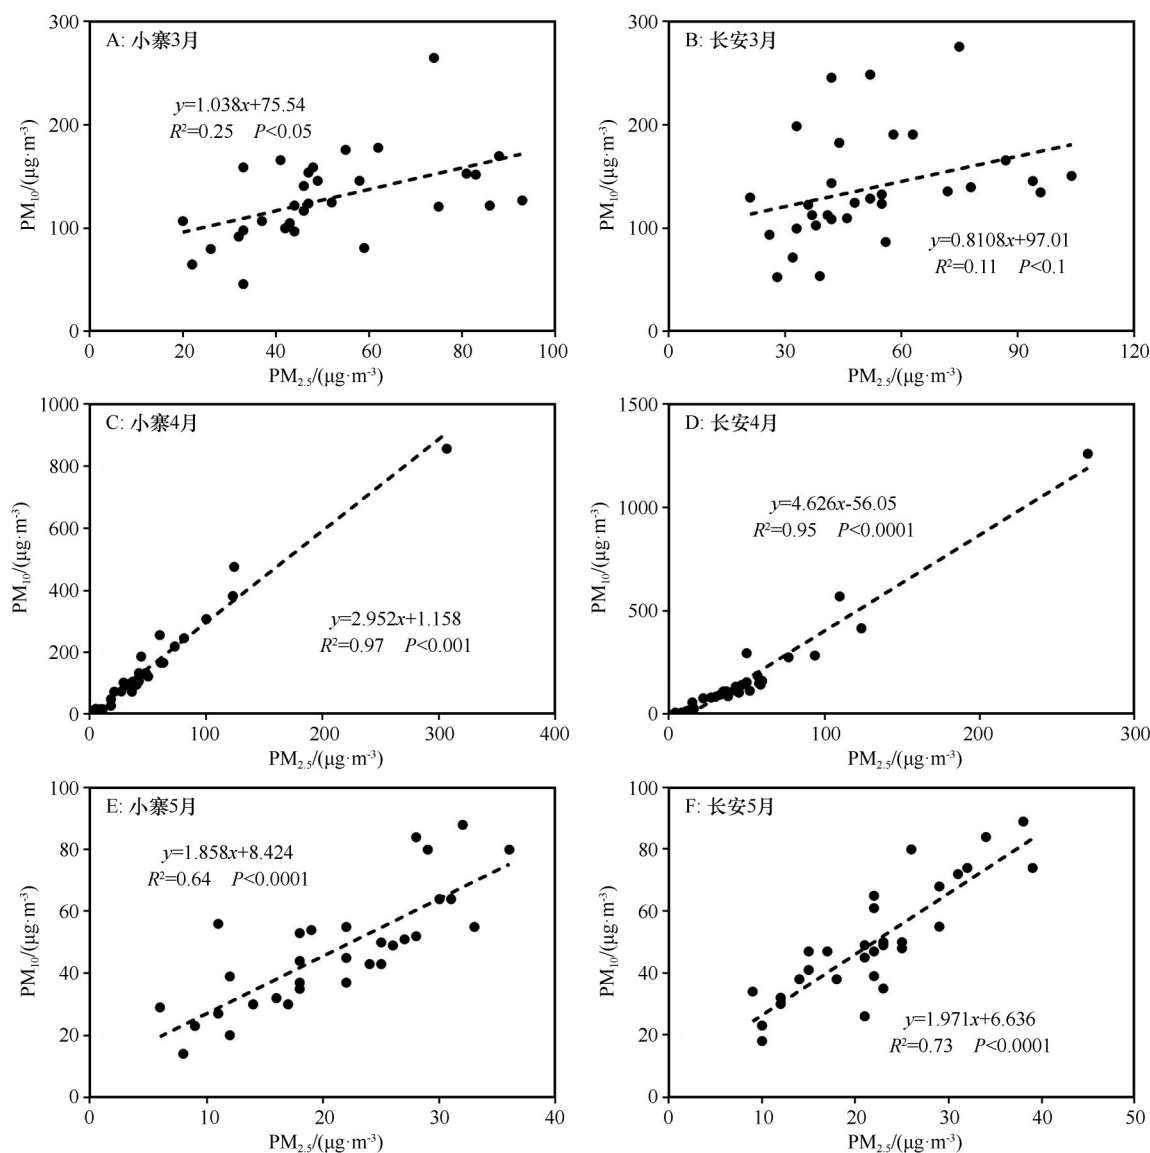 A: 小寨3月
y=1.038x+75.54
R²=0.25 P<0.05
PM₁₀/(μg·m⁻³)
300
200
100
0
0 20 40 60 80 100
PM₂.₅/(μg·m⁻³)
B: 长安3月
y=0.8108x+97.01
R²=0.11 P<0.1
PM₁₀/(μg·m⁻³)
300
200
100
0
0 30 60 90 120
PM₂.₅/(μg·m⁻³)
C: 小寨4月
y=2.952x+1.158
R²=0.97 P<0.001
PM₁₀/(μg·m⁻³)
1000
800
600
400
200
0
0 100 200 300 400
PM₂.₅/(μg·m⁻³)
D: 长安4月
y=4.626x-56.05
R²=0.95 P<0.0001
PM₁₀/(μg·m⁻³)
1500
1000
500
0
0 100 200 300
PM₂.₅/(μg·m⁻³)
E: 小寨5月
y=1.858x+8.424
R²=0.64 P<0.0001
PM₁₀/(μg·m⁻³)
100
80
60
40
20
0
0 10 20 30 40
PM₂.₅/(μg·m⁻³)
F: 长安5月
y=1.971x+6.636
R²=0.73 P<0.0001
PM₁₀/(μg·m⁻³)
100
80
60
40
20
0
0 10 20 30 40 50
PM₂.₅/(μg·m⁻³)